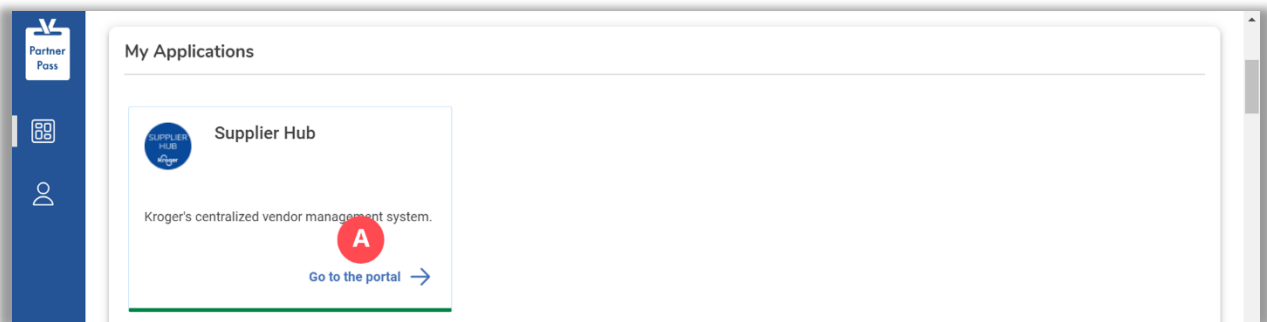 Partner
Pass
My Applications
SUPPLIER
HUB
Kroger
Supplier Hub
Kroger's centralized vendor management system.
A
Go to the portal